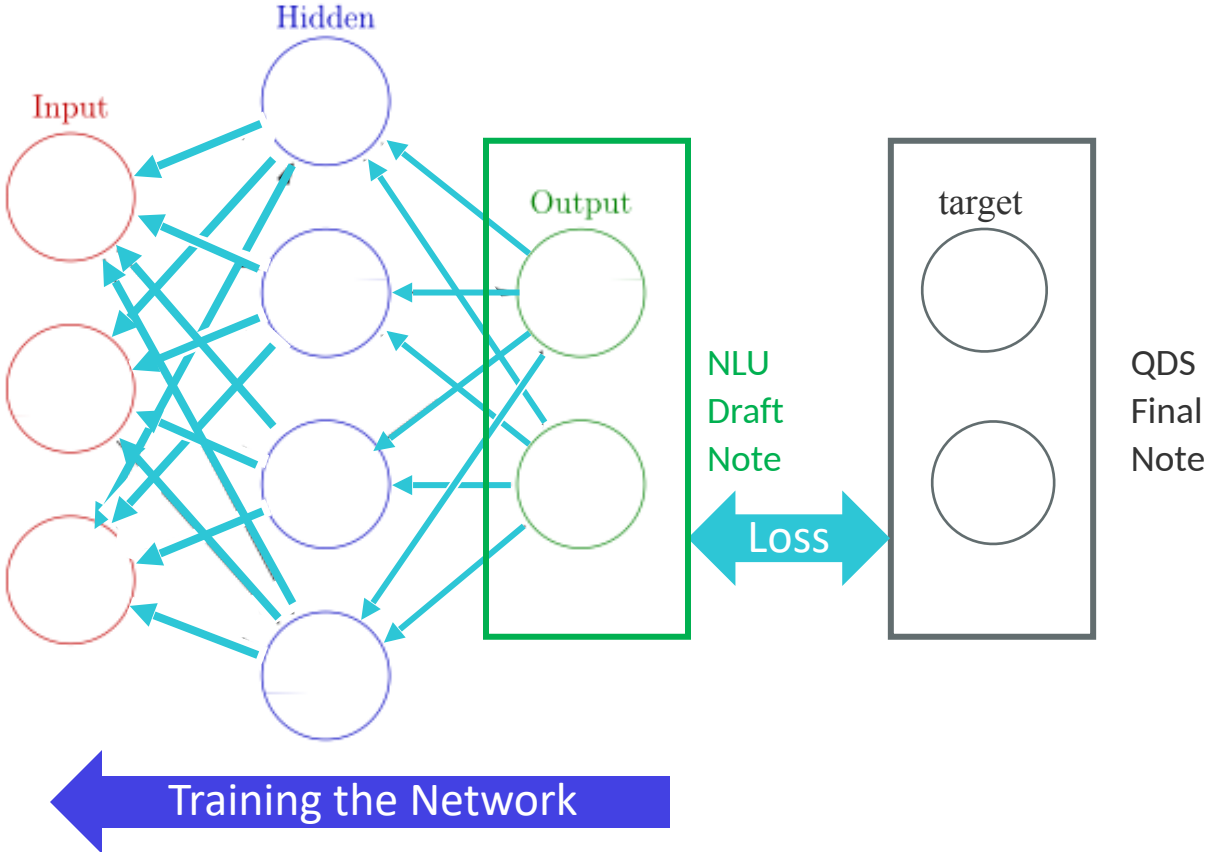 Hidden
Input
Output
target
NLU
Draft
Note
QDS
Final
Note
Loss
Training the Network